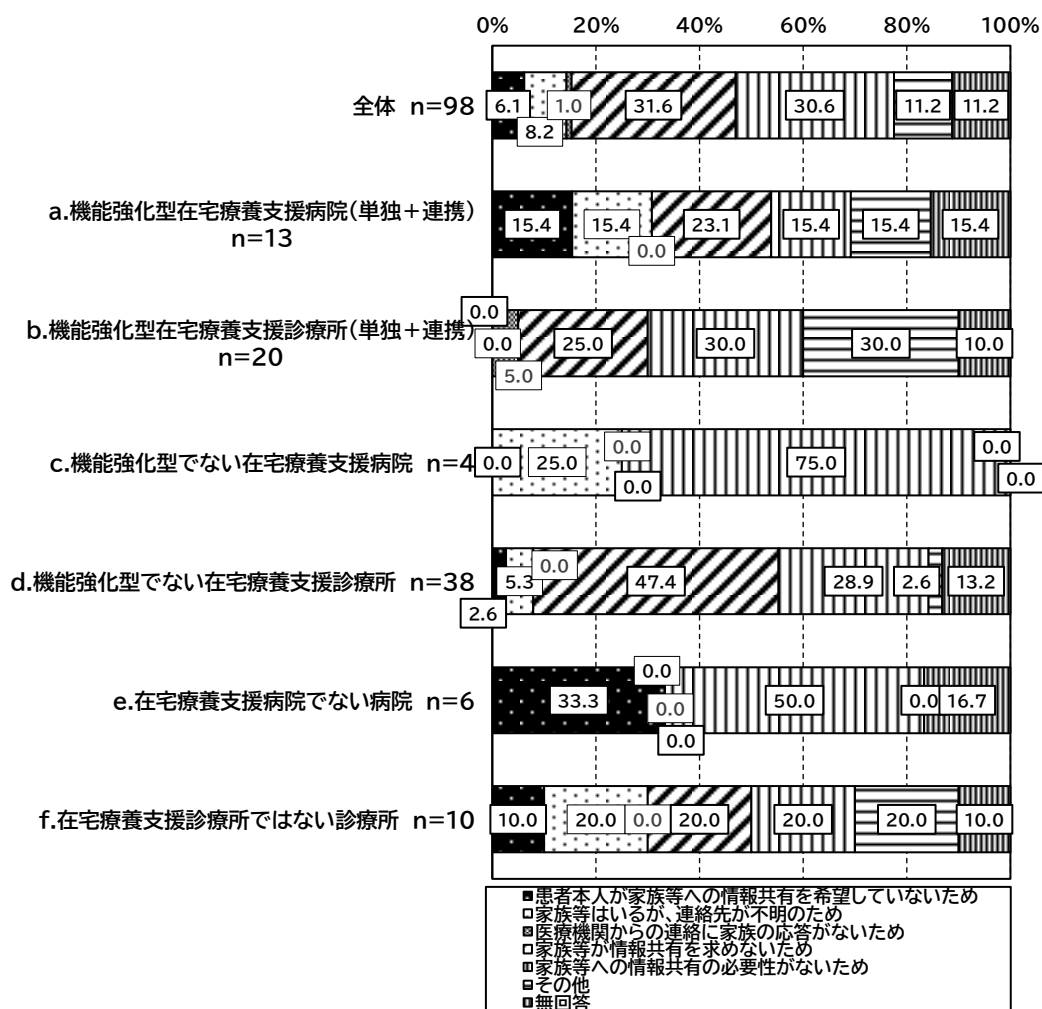 0% 20% 40% 60% 80% 100%
全体 n=98
6.1 8.2 1.0 31.6 30.6 11.2 11.2
a.機能強化型在宅療養支援病院(単独+連携)
n=13
15.4 15.4 0.0 23.1 15.4 15.4 15.4
b.機能強化型在宅療養支援診療所(単独+連携)
n=20
0.0 0.0 5.0 25.0 30.0 30.0 10.0
c.機能強化型でない在宅療養支援病院 n=4
0.0 25.0 0.0 0.0 75.0 0.0 0.0
d.機能強化型でない在宅療養支援診療所 n=38
2.6 5.3 0.0 47.4 28.9 2.6 13.2
e.在宅療養支援病院でない病院 n=6
33.3 0.0 0.0 0.0 50.0 0.0 16.7
f.在宅療養支援診療所ではない診療所 n=10
10.0 20.0 0.0 20.0 20.0 20.0 10.0
患者本人が家族等への情報共有を希望していないため
家族等はいるが、連絡先が不明のため
医療機関からの連絡に家族の応答がないため
家族等が情報共有を求めないため
家族等への情報共有の必要性がないため
その他
無回答